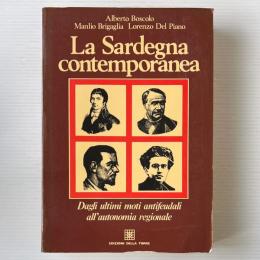 Alberto Boscolo
Manlio Brigaglia Lorenzo Del Piano
La Sardegna
contemporanea
Dagli ultimi moti antifeudali
all'autonomia regionale
EDIZIONI DELLA TORRE